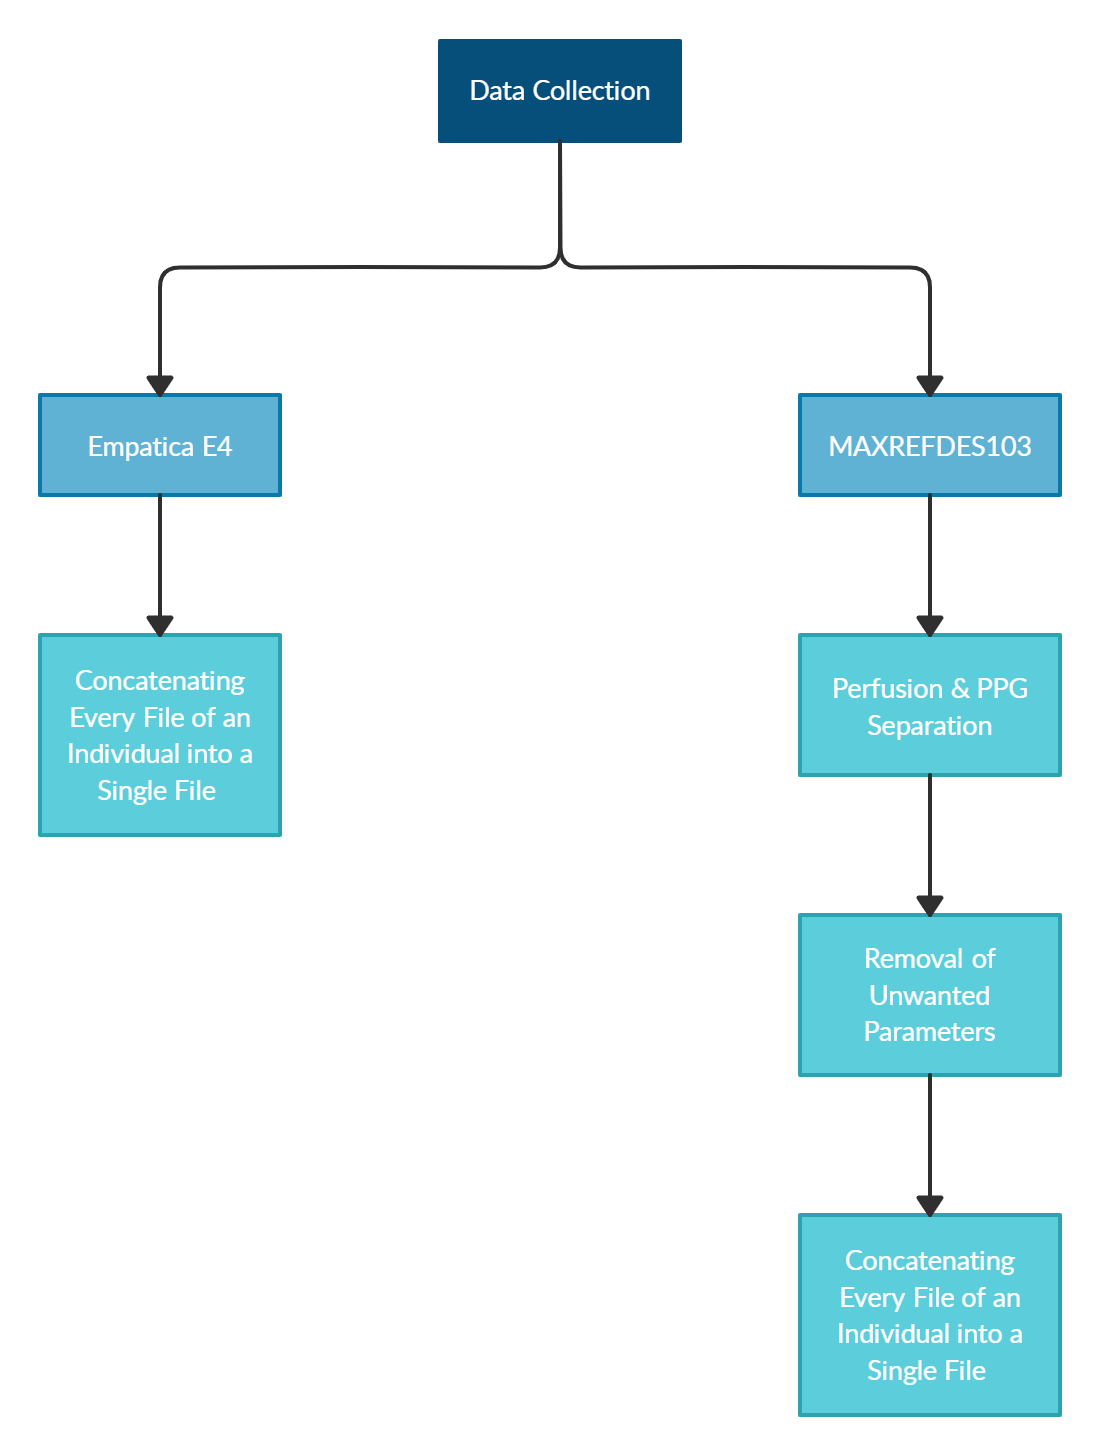 Data Collection
Empatica E4
MAXREFDES103
Concatenating
Every File of an
Individual into a
Single File
Perfusion & PPG
Separation
Removal of
Unwanted
Parameters
Concatenating
Every File of an
Individual into a
Single File